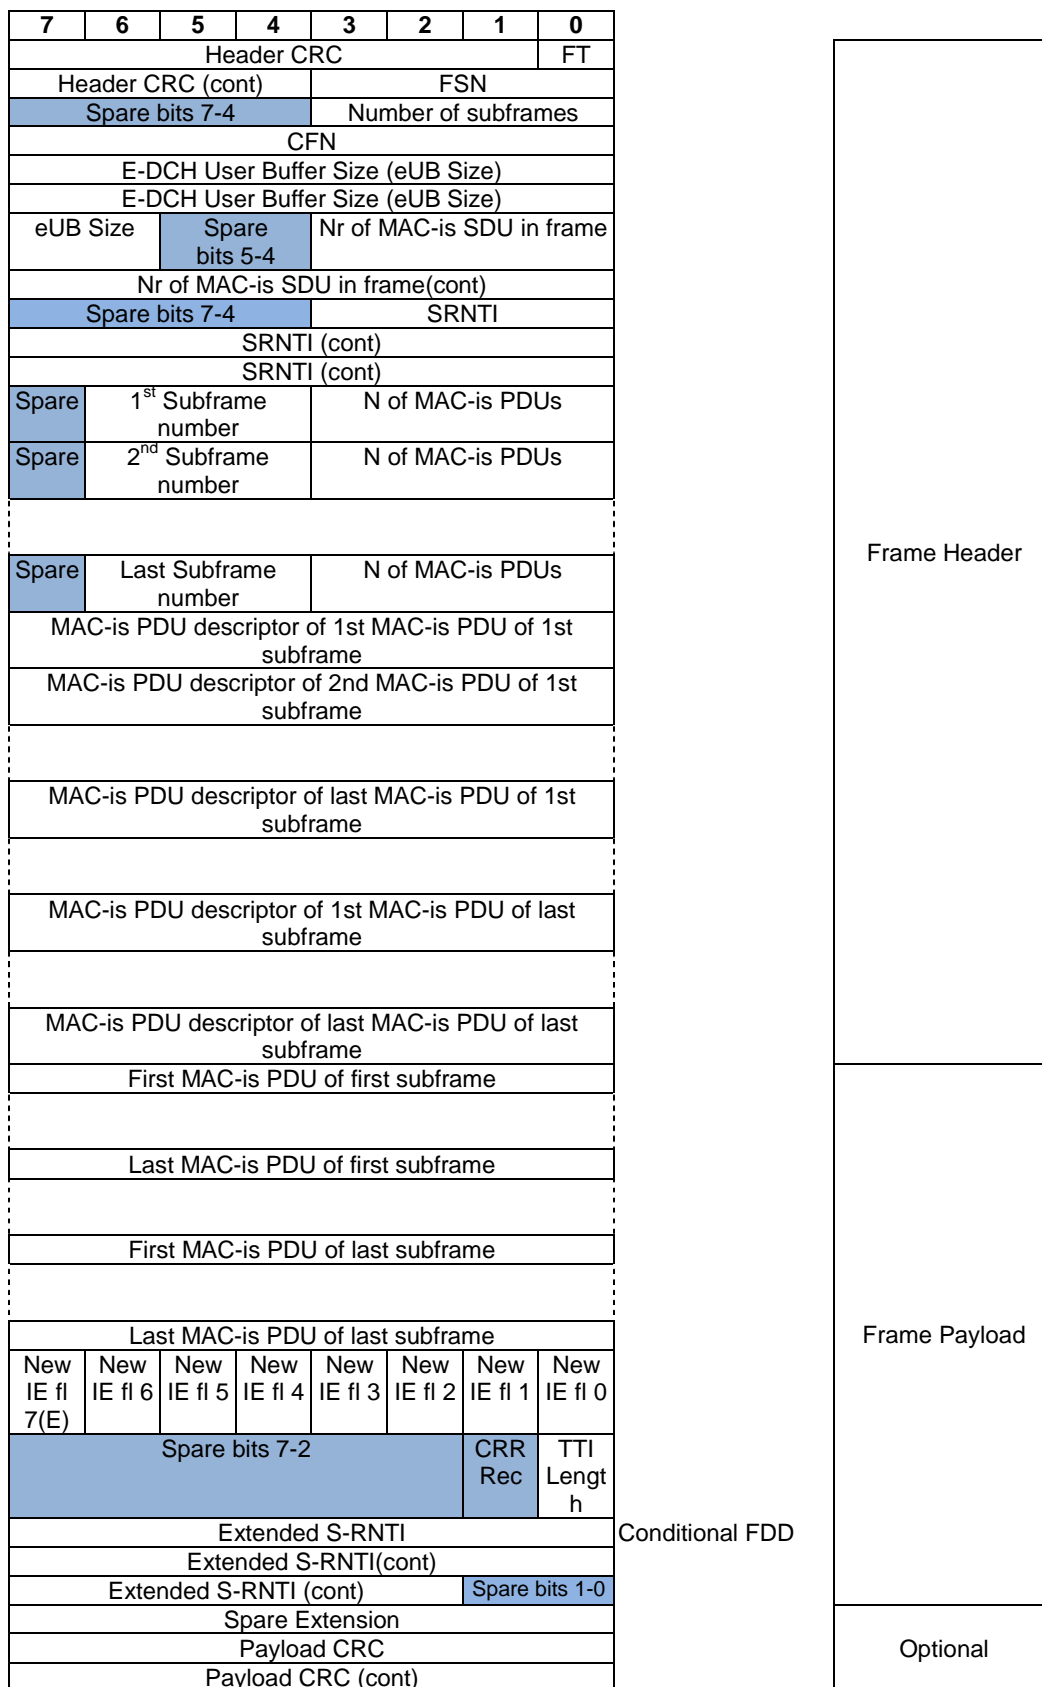 7 6 5 4 3 2 1 0
Header CRC FT
Header CRC (cont) FSN
Spare bits 7-4 Number of subframes
CFN
E-DCH User Buffer Size (eUB Size)
E-DCH User Buffer Size (eUB Size)
eUB Size Spare Nr of MAC-is SDU in frame
bits 5-4
Nr of MAC-is SDU in frame(cont)
Spare bits 7-4 SRNTI
SRNTI (cont)
SRNTI (cont)
Spare 1st Subframe N of MAC-is PDUs
number
Spare 2nd Subframe N of MAC-is PDUs
number
Frame Header
Spare Last Subframe N of MAC-is PDUs
number
MAC-is PDU descriptor of 1st MAC-is PDU of 1st
subframe
MAC-is PDU descriptor of 2nd MAC-is PDU of 1st
subframe
MAC-is PDU descriptor of last MAC-is PDU of 1st
subframe
MAC-is PDU descriptor of 1st MAC-is PDU of last
subframe
MAC-is PDU descriptor of last MAC-is PDU of last
subframe
First MAC-is PDU of first subframe
Last MAC-is PDU of first subframe
First MAC-is PDU of last subframe
Last MAC-is PDU of last subframe
Frame Payload
New New New New New New New New
IE fl IE fl 6 IE fl 5 IE fl 4 IE fl 3 IE fl 2 IE fl 1 IE fl 0
7(E)
Spare bits 7-2 CRR TTI
Rec Lengt
h
Extended S-RNTI Conditional FDD
Extended S-RNTI(cont)
Extended S-RNTI (cont) Spare bits 1-0
Spare Extension
Payload CRC Optional
Payload CRC (cont)